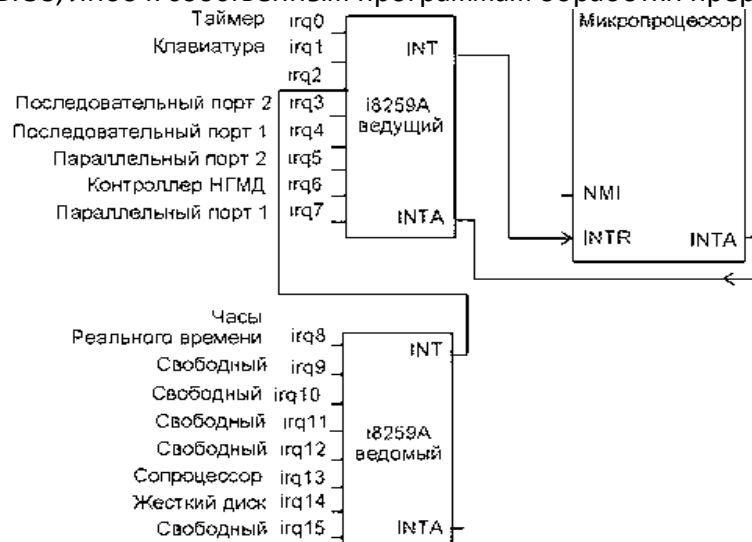 Таймер irq0
Микропроцессор
Клавиатура irq1
INT
irq2
Последовательный порт 2 irq3
i8259A
Последовательный порт 1 irq4
ведущий
Параллельный порт 2 irq5
Контроллер НГМД irq6
NMI
Параллельный порт 1 irq7
INTA
INTR INTA
Часы
Реального времени irq8
INT
Свободный irq9
Свободный irq10
Свободный irq11
i8259A
Свободный irq12
ведомый
Сопроцессор irq13
Жесткий диск irq14
Свободный irq15
INTA